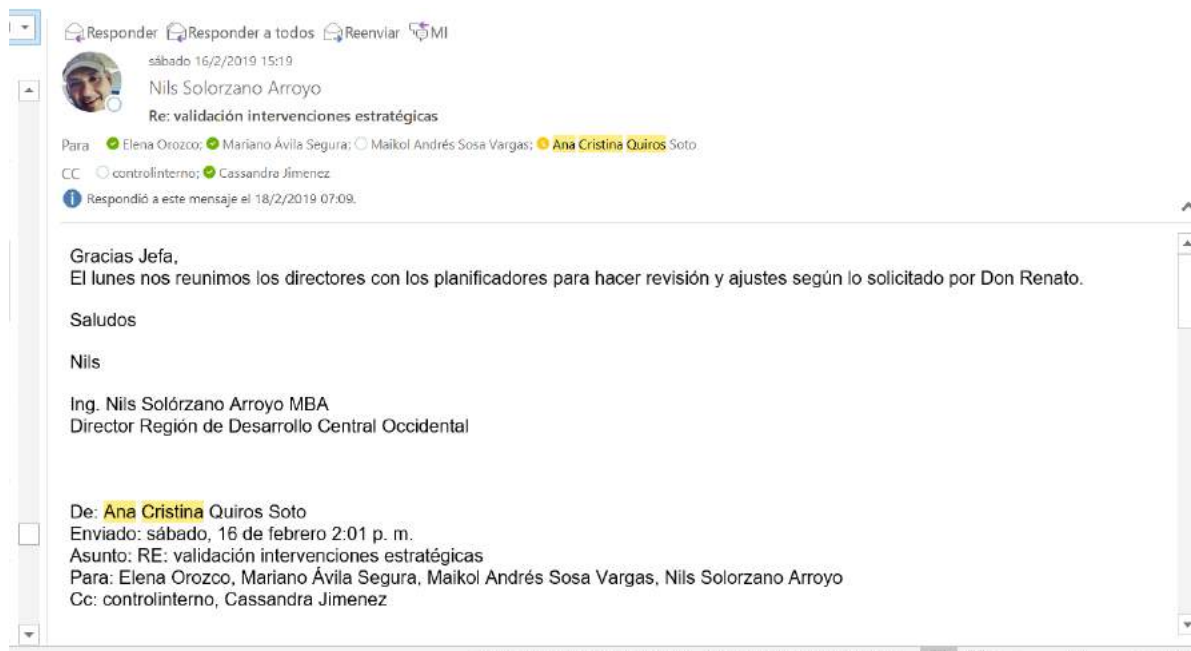 Responder Responder a todos Reenviar MI
sábado 16/2/2019 15:19
Nils Solorzano Arroyo
Re: validación intervenciones estratégicas
Para Elena Orozco; Mariano Ávila Segura; Maikol Andrés Sosa Vargas; Ana Cristina Quiros Soto
CC controlinterno; Cassandra Jimenez
Respondió a este mensaje el 18/2/2019 07:09.
Gracias Jefa,
El lunes nos reunimos los directores con los planificadores para hacer revisión y ajustes según lo solicitado por Don Renato.
Saludos
Nils
Ing. Nils Solórzano Arroyo MBA
Director Región de Desarrollo Central Occidental
De: Ana Cristina Quiros Soto
Enviado: sábado, 16 de febrero 2:01 p. m.
Asunto: RE: validación intervenciones estratégicas
Para: Elena Orozco, Mariano Ávila Segura, Maikol Andrés Sosa Vargas, Nils Solorzano Arroyo
Cc: controlinterno, Cassandra Jimenez